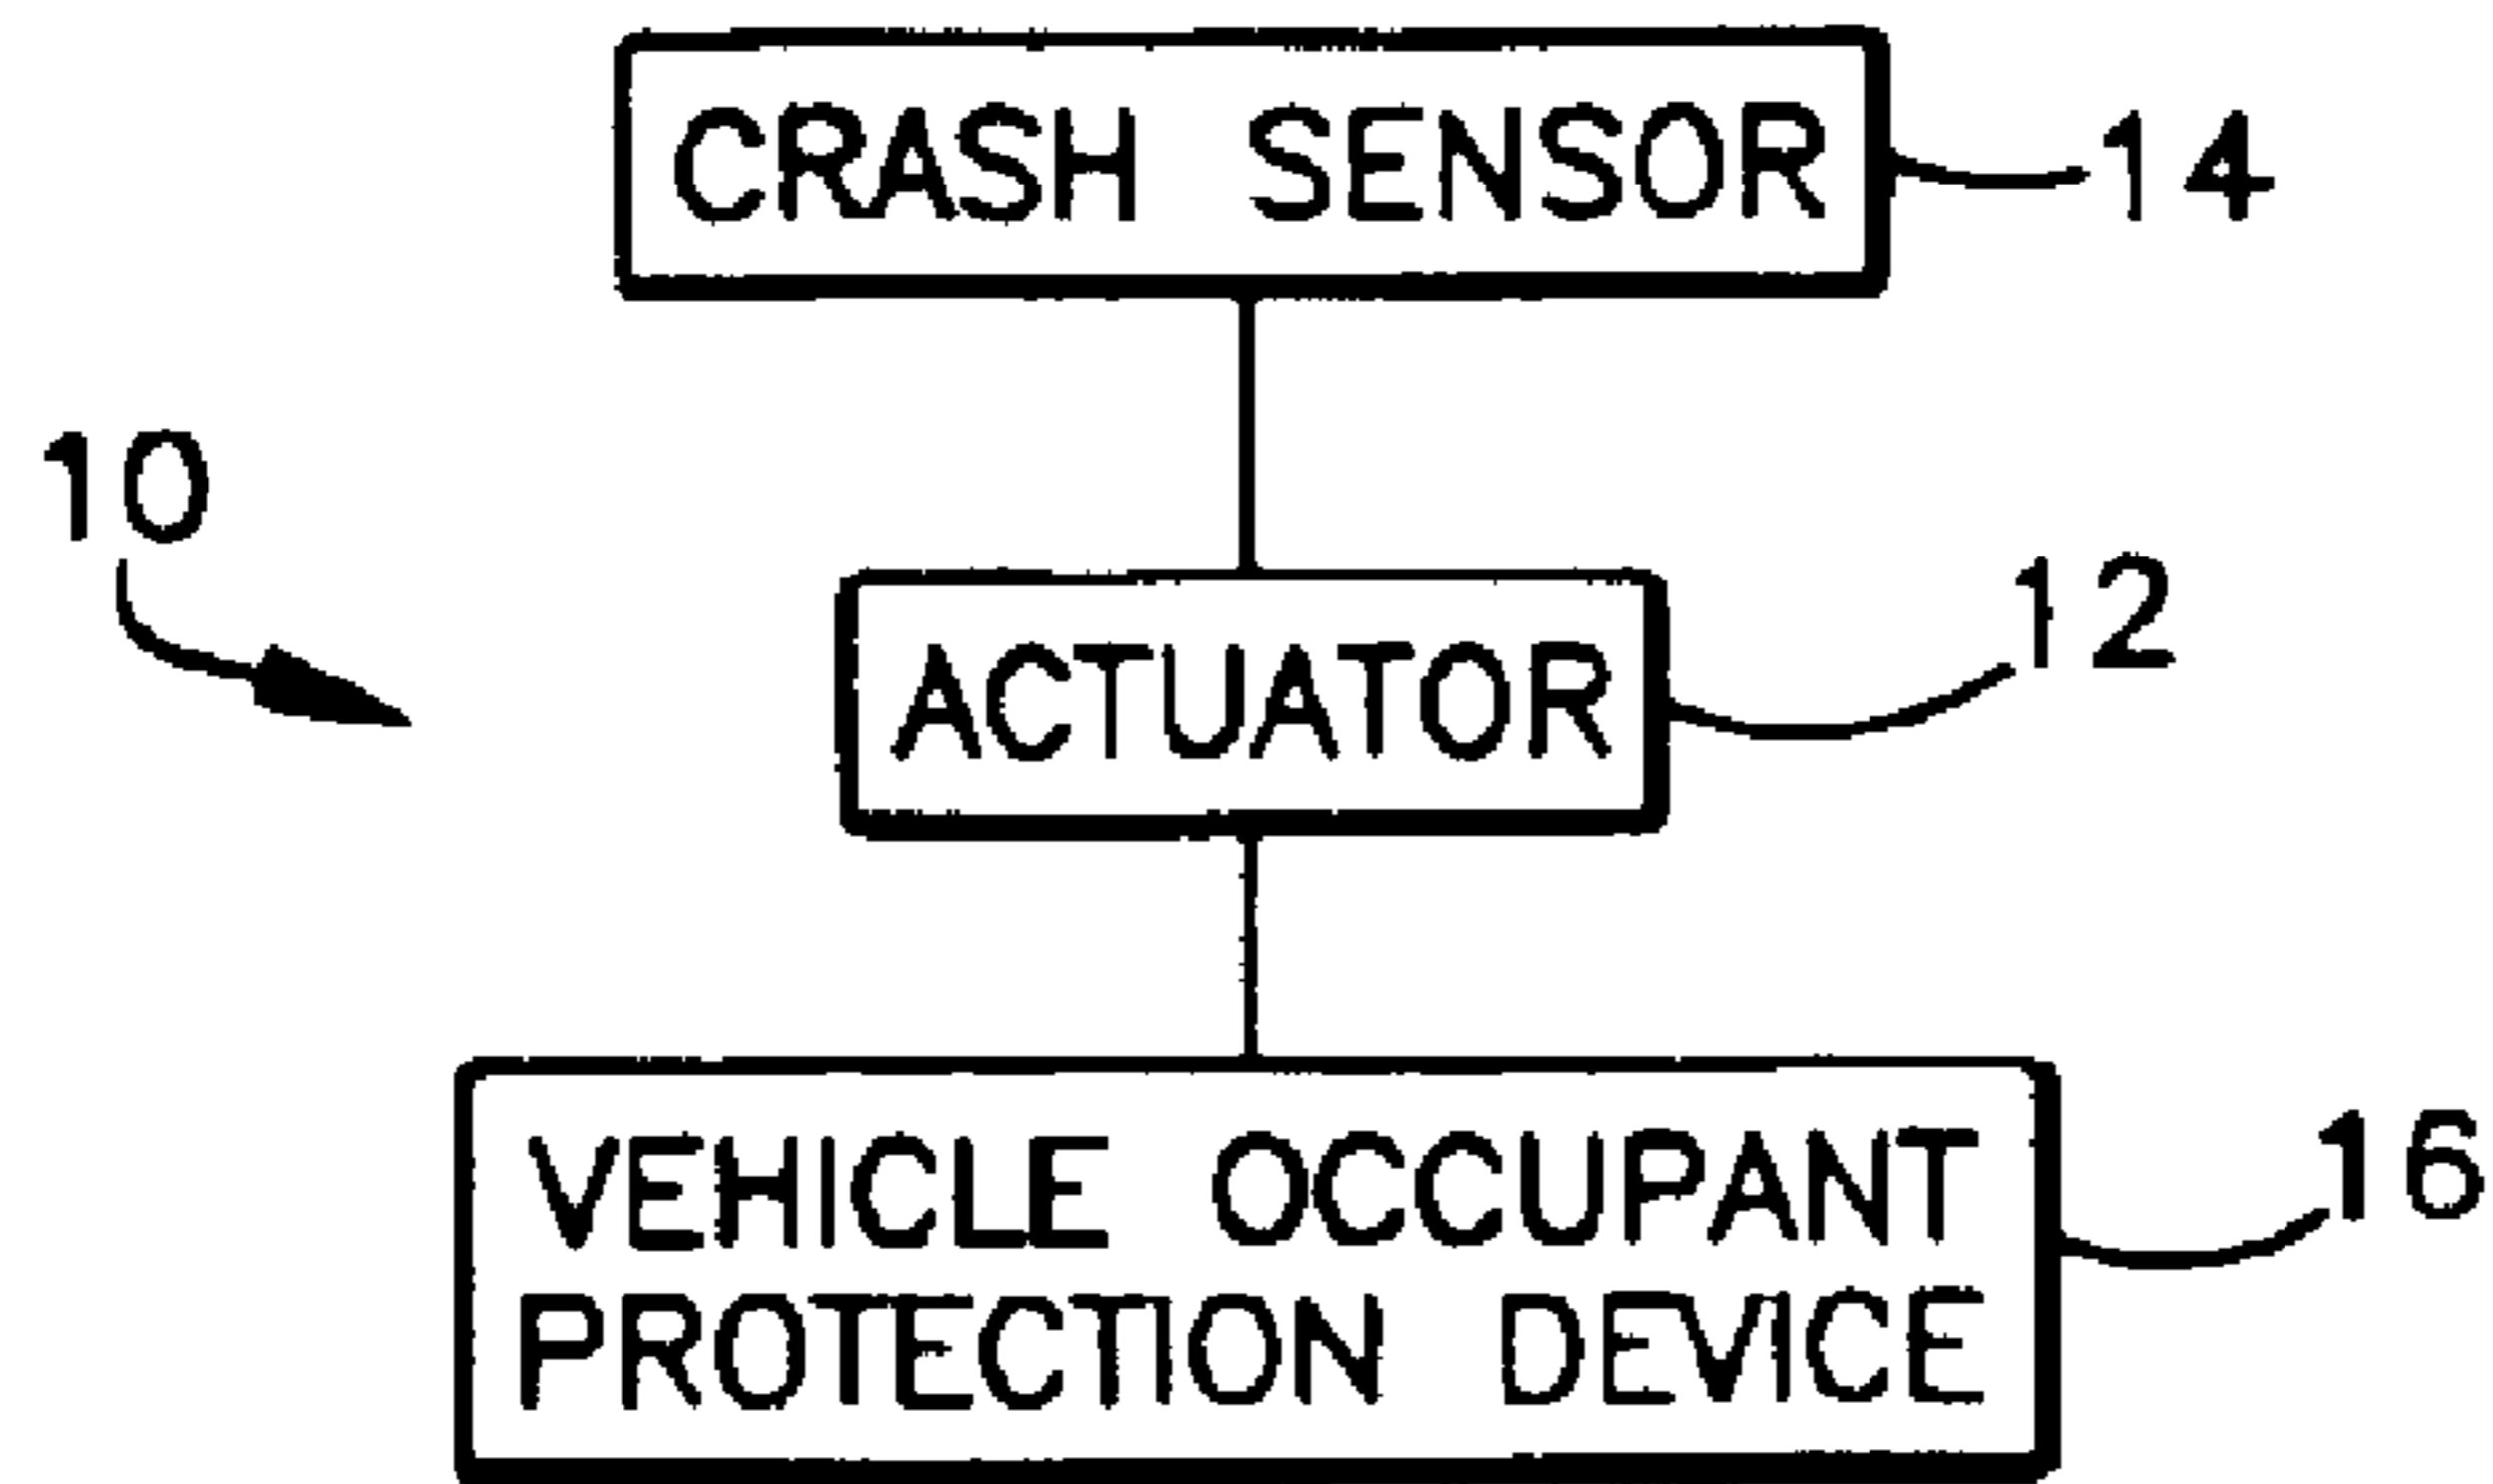 CRASH SENSOR
14
10
12
ACTUATOR
16
VEHICLE OCCUPANT
PROTECTION DEVICE